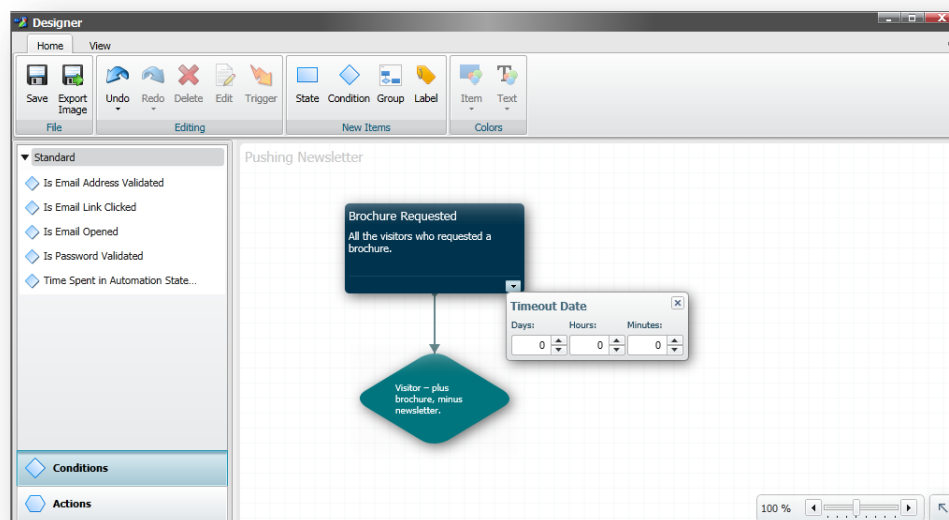 Designer
Home View
Save Export Image Undo Redo Delete Edit Trigger State Condition Group Label Item Text
File Editing New Items Colors
Standard
Is Email Address Validated
Is Email Link Clicked
Is Email Opened
Is Password Validated
Time Spent in Automation State...
Conditions
Actions
Pushing Newsletter
Brochure Requested
All the visitors who requested a
brochure.
Timeout Date
Days: Hours: Minutes:
0 0 0
Visitor – plus
brochure, minus
newsletter.
100 %